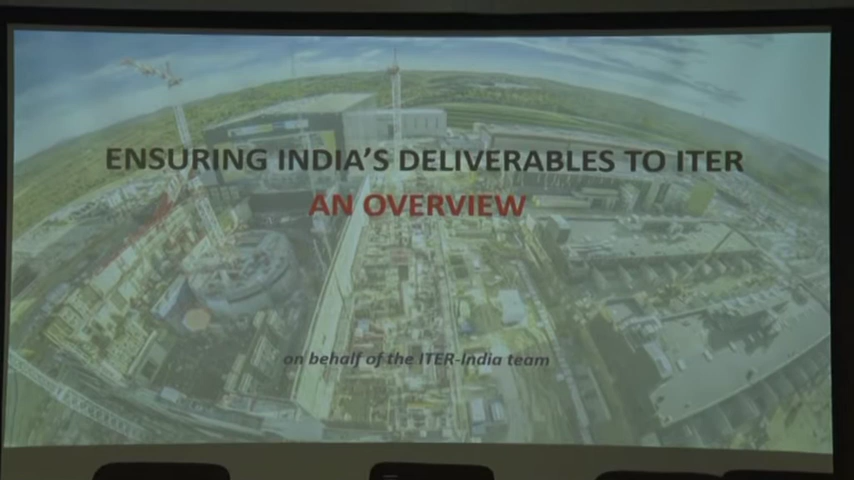 ENSURING INDIA'S DELIVERABLES TO ITER
AN OVERVIEW
on behalf of the ITER-India team